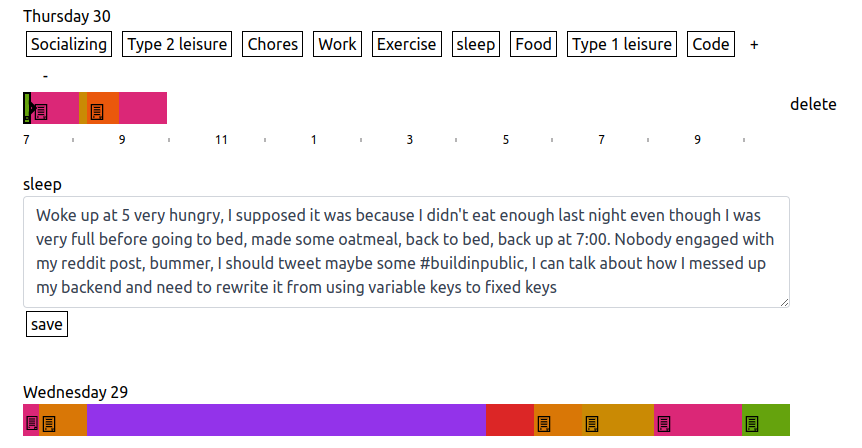 Thursday 30
Socializing Type 2 leisure Chores Work Exercise sleep Food Type 1 leisure Code +
-
delete
7 9 11 1 3 5 7 9
sleep
Woke up at 5 very hungry, I supposed it was because I didn't eat enough last night even though I was
very full before going to bed, made some oatmeal, back to bed, back up at 7:00. Nobody engaged with
my reddit post, bummer, I should tweet maybe some #buildinpublic, I can talk about how I messed up
my backend and need to rewrite it from using variable keys to fixed keys
save
Wednesday 29